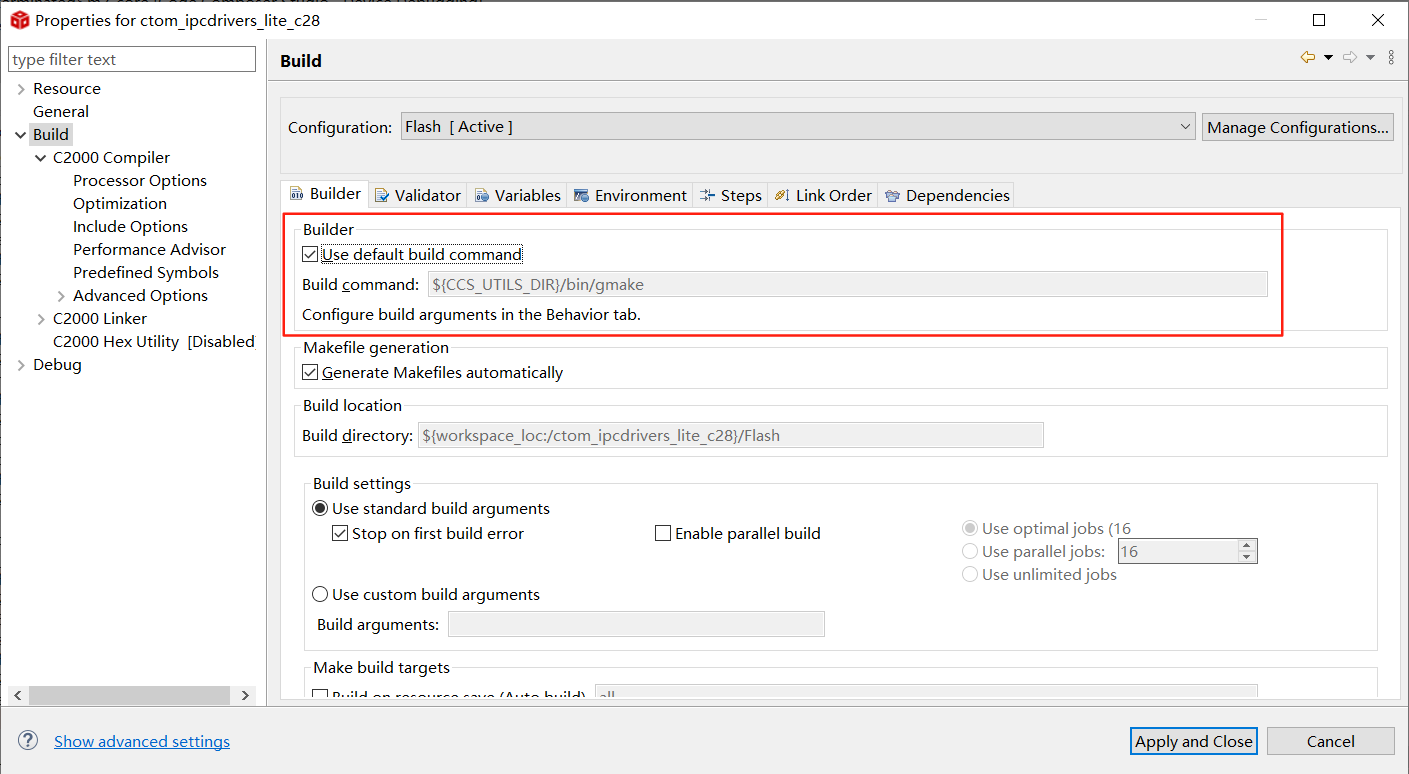 Properties for ctom_ipcdrivers_lite_c28
type filter text
Resource
General
Build
C2000 Compiler
Processor Options
Optimization
Include Options
Performance Advisor
Predefined Symbols
Advanced Options
C2000 Linker
C2000 Hex Utility [Disabled
Debug
Build
Configuration: Flash [ Active ] Manage Configurations...
Builder Validator Variables Environment Steps Link Order Dependencies
Builder
Use default build command
Build command: ${CCS_UTILS_DIR}/bin/gmake
Configure build arguments in the Behavior tab.
Makefile generation
Generate Makefiles automatically
Build location
Build directory: ${workspace_loc:/ctom_ipcdrivers_lite_c28}/Flash
Build settings
Use standard build arguments
Stop on first build error Enable parallel build Use optimal jobs (16
Use parallel jobs: 16
Use unlimited jobs
Use custom build arguments
Build arguments:
Make build targets
Build on resource save (Auto build) all
Show advanced settings Apply and Close Cancel